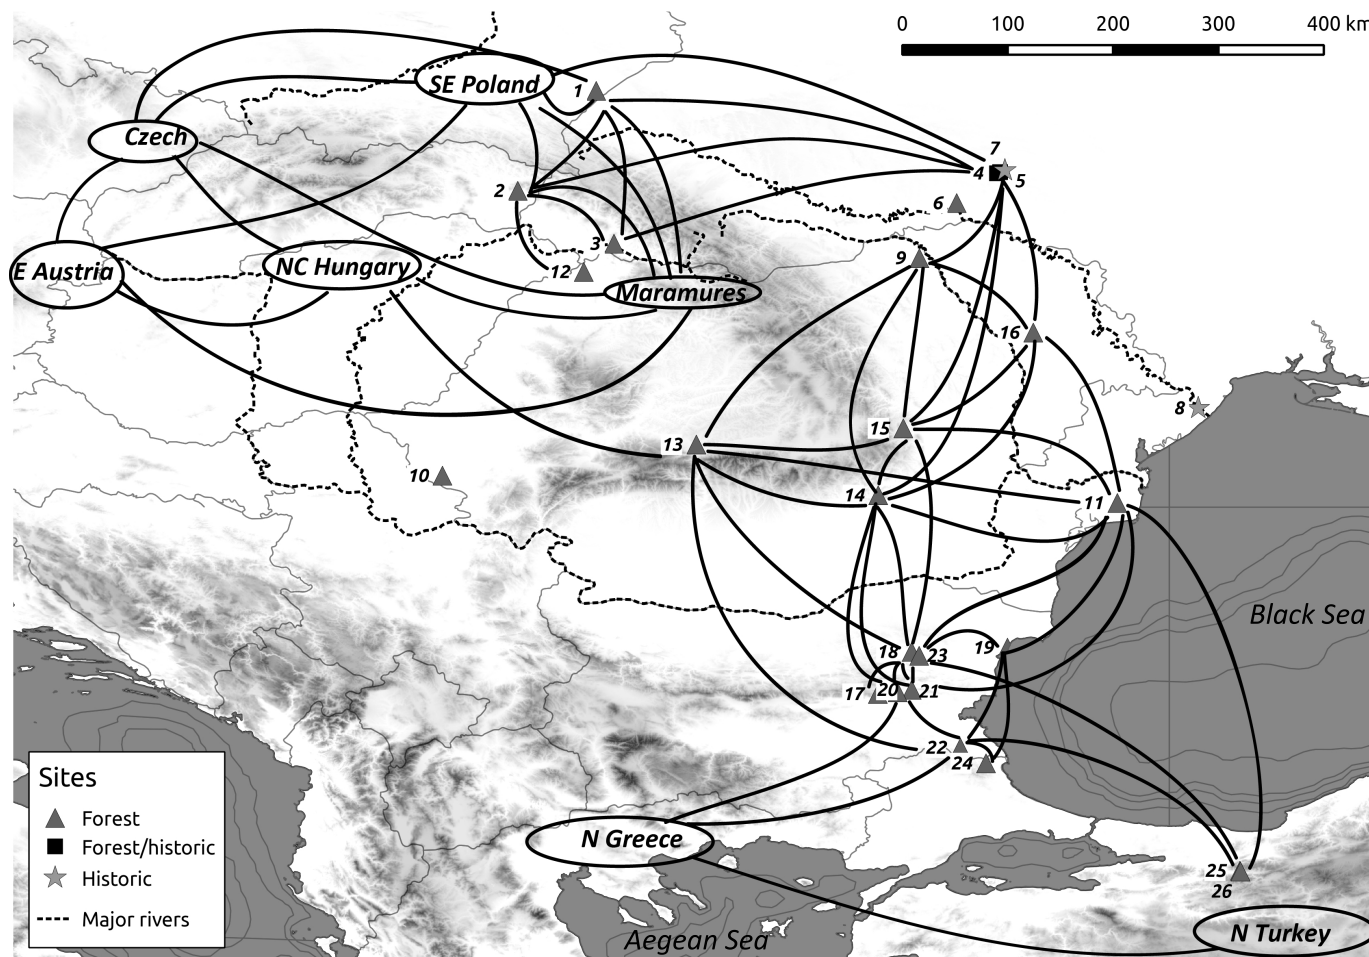 0 100 200 300 400 km
SE Poland
1
Czech
7
4
5
2
6
3
9
E Austria
NC Hungary
12
Maramures
16
8
15
13
10
14
11
Black Sea
18
23
19
17
20
21
22
24
Sites
Forest
Forest/historic
Historic
Major rivers
N Greece
25
26
Aegean Sea
N Turkey